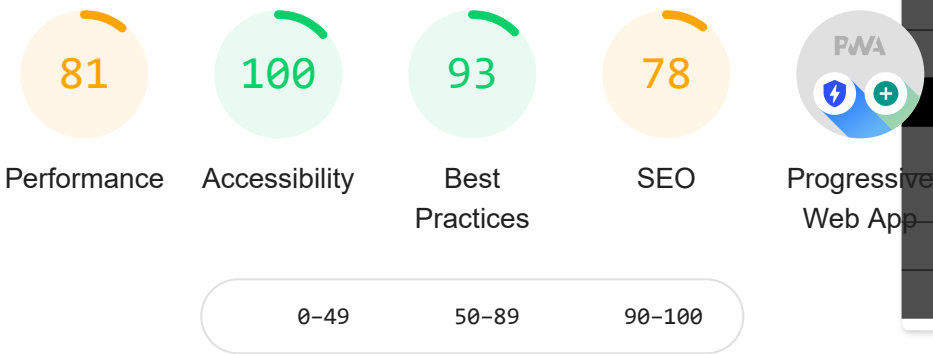 81 100 93 78 PWA
Performance Accessibility Best SEO Progressive
Practices Web App
0–49 50–89 90–100